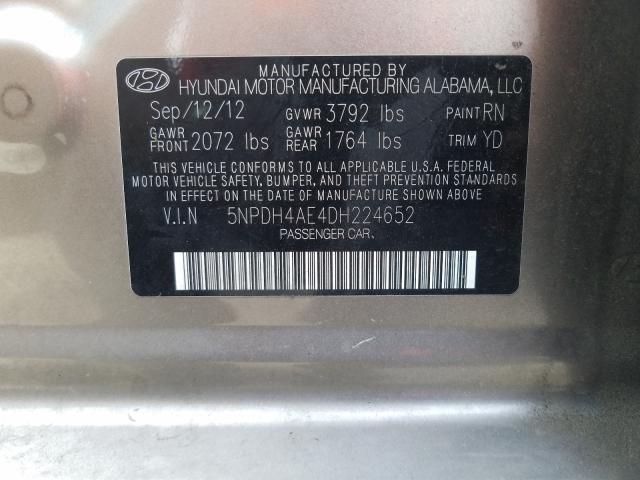 MANUFACTURED BY
HYUNDAI MOTOR MANUFACTURING ALABAMA, LLC
Sep/12/12 GVWR 3792 lbs PAINT RN
GAWR FRONT 2072 lbs GAWR REAR 1764 lbs TRIM YD
THIS VEHICLE CONFORMS TO ALL APPLICABLE U.S.A. FEDERAL
MOTOR VEHICLE SAFETY, BUMPER, AND THEFT PREVENTION STANDARDS
IN EFFECT ON THE DATE OF MANUFACTURE SHOWN ABOVE
V.I.N 5NPDH4AE4DH224652
PASSENGER CAR.